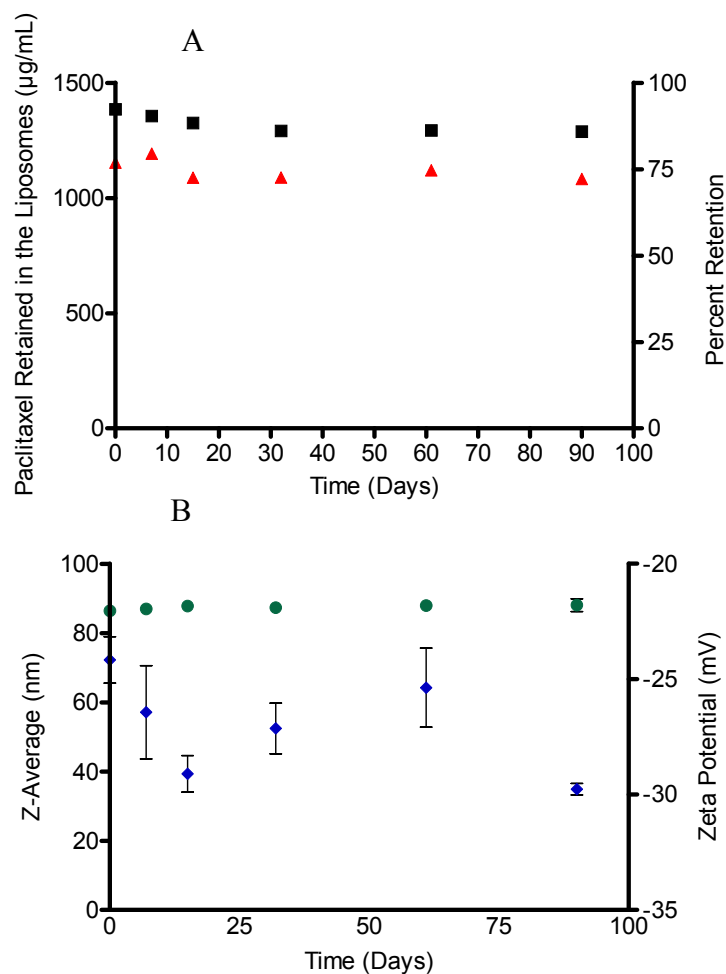 A
Paclitaxel Retained in the Liposomes (µg/mL)
1500
1000
500
0
100
75
50
25
0
Percent Retention
0 10 20 30 40 50 60 70 80 90 100
Time (Days)
B
Z-Average (nm)
100
80
60
40
20
0
-20
-25
-30
-35
Zeta Potential (mV)
0 25 50 75 100
Time (Days)